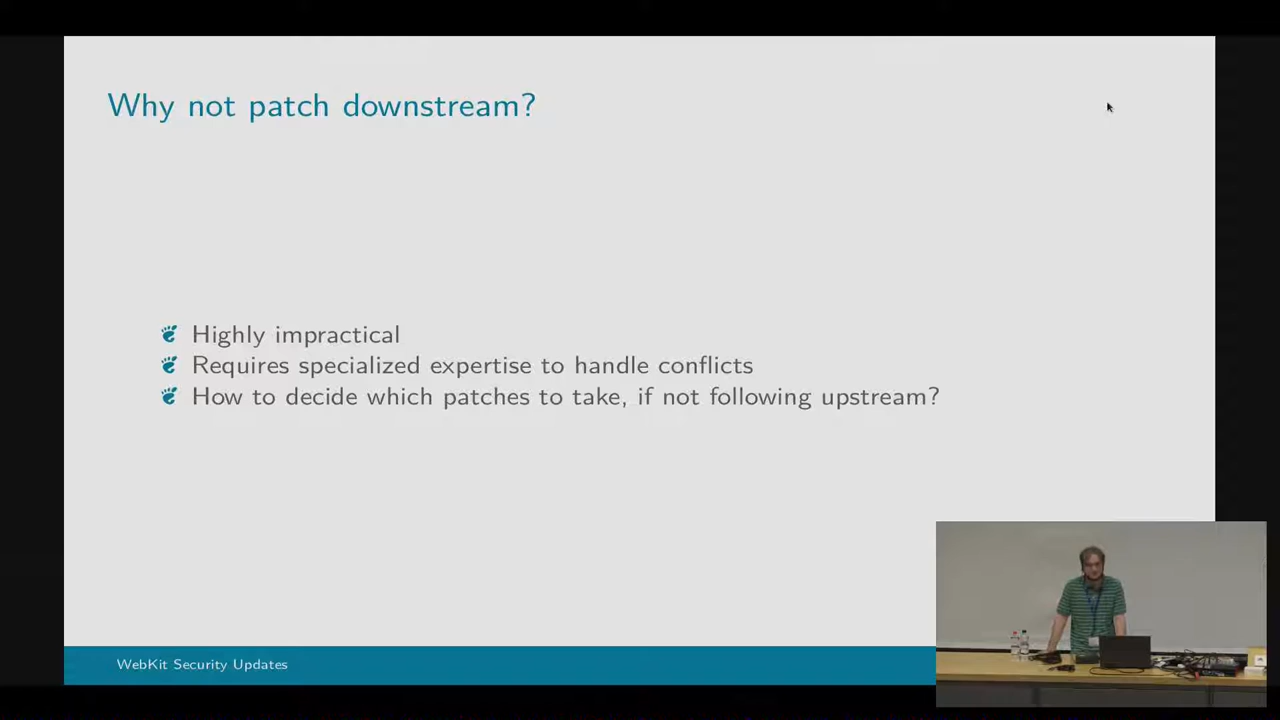 Why not patch downstream?
Highly impractical
Requires specialized expertise to handle conflicts
How to decide which patches to take, if not following upstream?
WebKit Security Updates